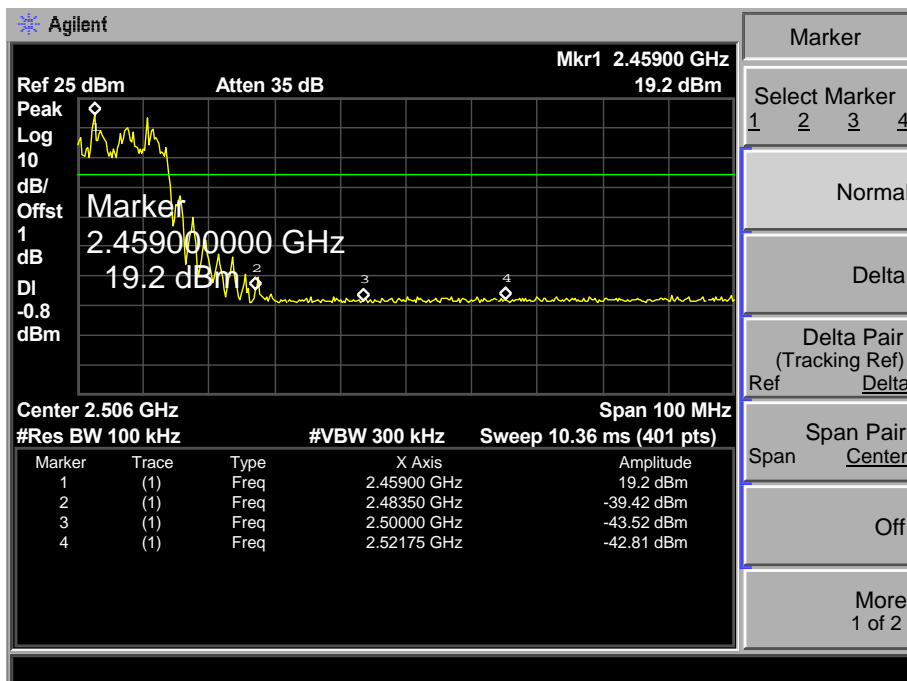 Agilent
Marker
Mkr1 2.45900 GHz
Ref 25 dBm Atten 35 dB 19.2 dBm
Peak
Log
10
dB/
Offst
1
dB
DI
-0.8
dBm
1
Marker
2.459000000 GHz
19.2 dBm
2
3
4
Center 2.506 GHz Span 100 MHz
#Res BW 100 kHz #VBW 300 kHz Sweep 10.36 ms (401 pts)
Marker Trace Type X Axis Amplitude
1 (1) Freq 2.45900 GHz 19.2 dBm
2 (1) Freq 2.48350 GHz -39.42 dBm
3 (1) Freq 2.50000 GHz -43.52 dBm
4 (1) Freq 2.52175 GHz -42.81 dBm
Select Marker
1 2 3 4
Normal
Delta
Delta Pair
(Tracking Ref)
Ref Delta
Span Pair
Span Center
Off
More
1 of 2